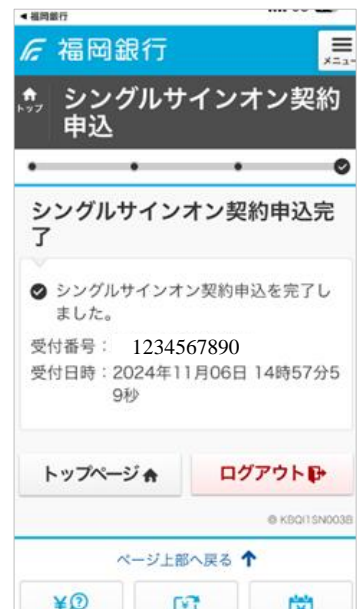 ◀ 福岡銀行
福岡銀行
メニュー
トップ
シングルサインオン契約
申込
シングルサインオン契約申込完
了
シングルサインオン契約申込を完了し
ました。
受付番号： 1234567890
受付日時：2024年11月06日 14時57分5
9秒
トップページ
ログアウト
© KBQI1SN003B
ページ上部へ戻る ↑